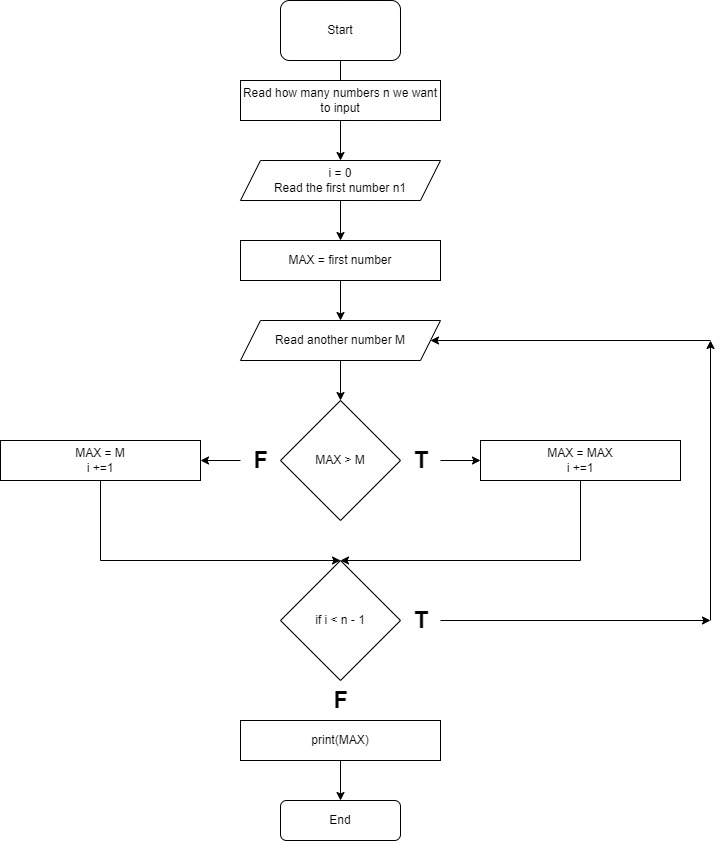 Start
Read how many numbers n we want
to input
i = 0
Read the first number n1
MAX = first number
Read another number M
MAX = M
i +=1
F
MAX > M
T
MAX = MAX
i +=1
if i < n - 1
T
F
print(MAX)
End